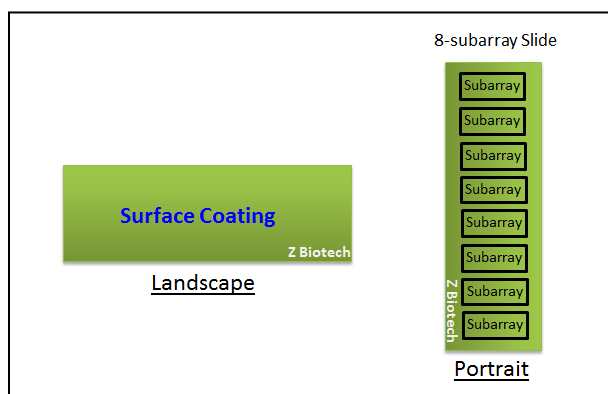 8-subarray Slide
Subarray
Subarray
Subarray
Subarray
Subarray
Subarray
Subarray
Subarray
Z Biotech
Portrait
Surface Coating
Z Biotech
Landscape